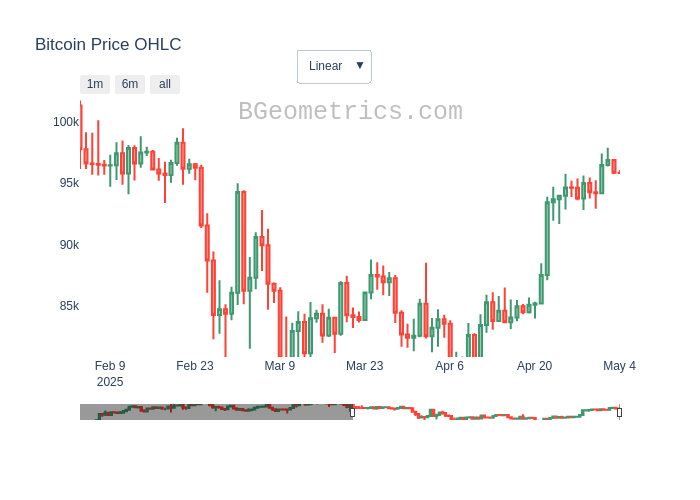 Bitcoin Price OHLC
Linear ▼
1m 6m all
BGeometrics.com
100k
95k
90k
85k
Feb 9 Feb 23 Mar 9 Mar 23 Apr 6 Apr 20 May 4
2025